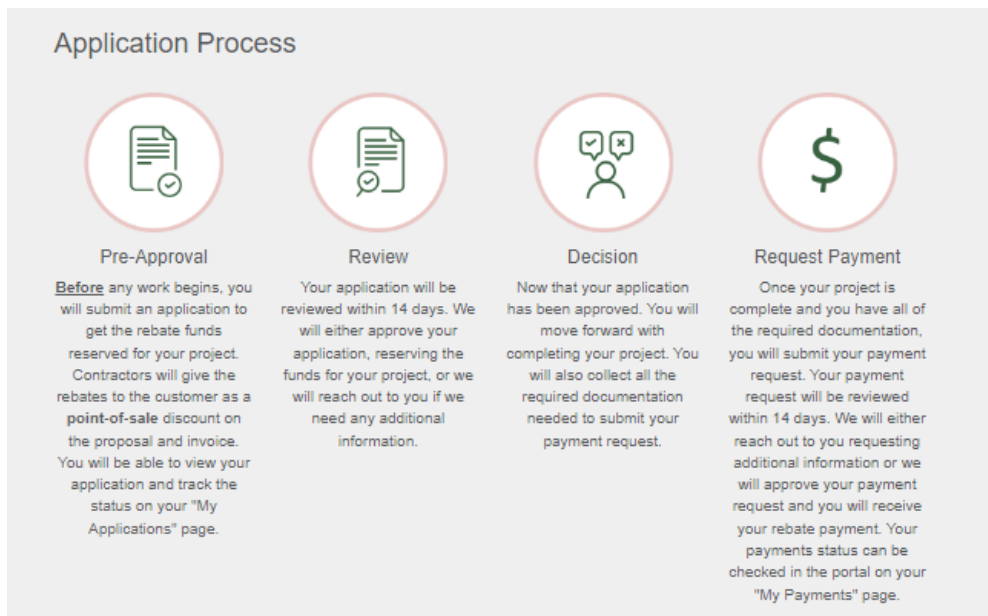 Application Process
Pre-Approval
Before any work begins, you
will submit an application to
get the rebate funds
reserved for your project.
Contractors will give the
rebates to the customer as a
point-of-sale discount on
the proposal and invoice.
You will be able to view your
application and track the
status on your "My
Applications" page.
Review
Your application will be
reviewed within 14 days. We
will either approve your
application, reserving the
funds for your project, or we
will reach out to you if we
need any additional
information.
Decision
Now that your application
has been approved. You will
move forward with
completing your project. You
will also collect all the
required documentation
needed to submit your
payment request.
$
Request Payment
Once your project is
complete and you have all of
the required documentation,
you will submit your payment
request. Your payment
request will be reviewed
within 14 days. We will either
reach out to you requesting
additional information or we
will approve your payment
request and you will receive
your rebate payment. Your
payments status can be
checked in the portal on your
"My Payments" page.